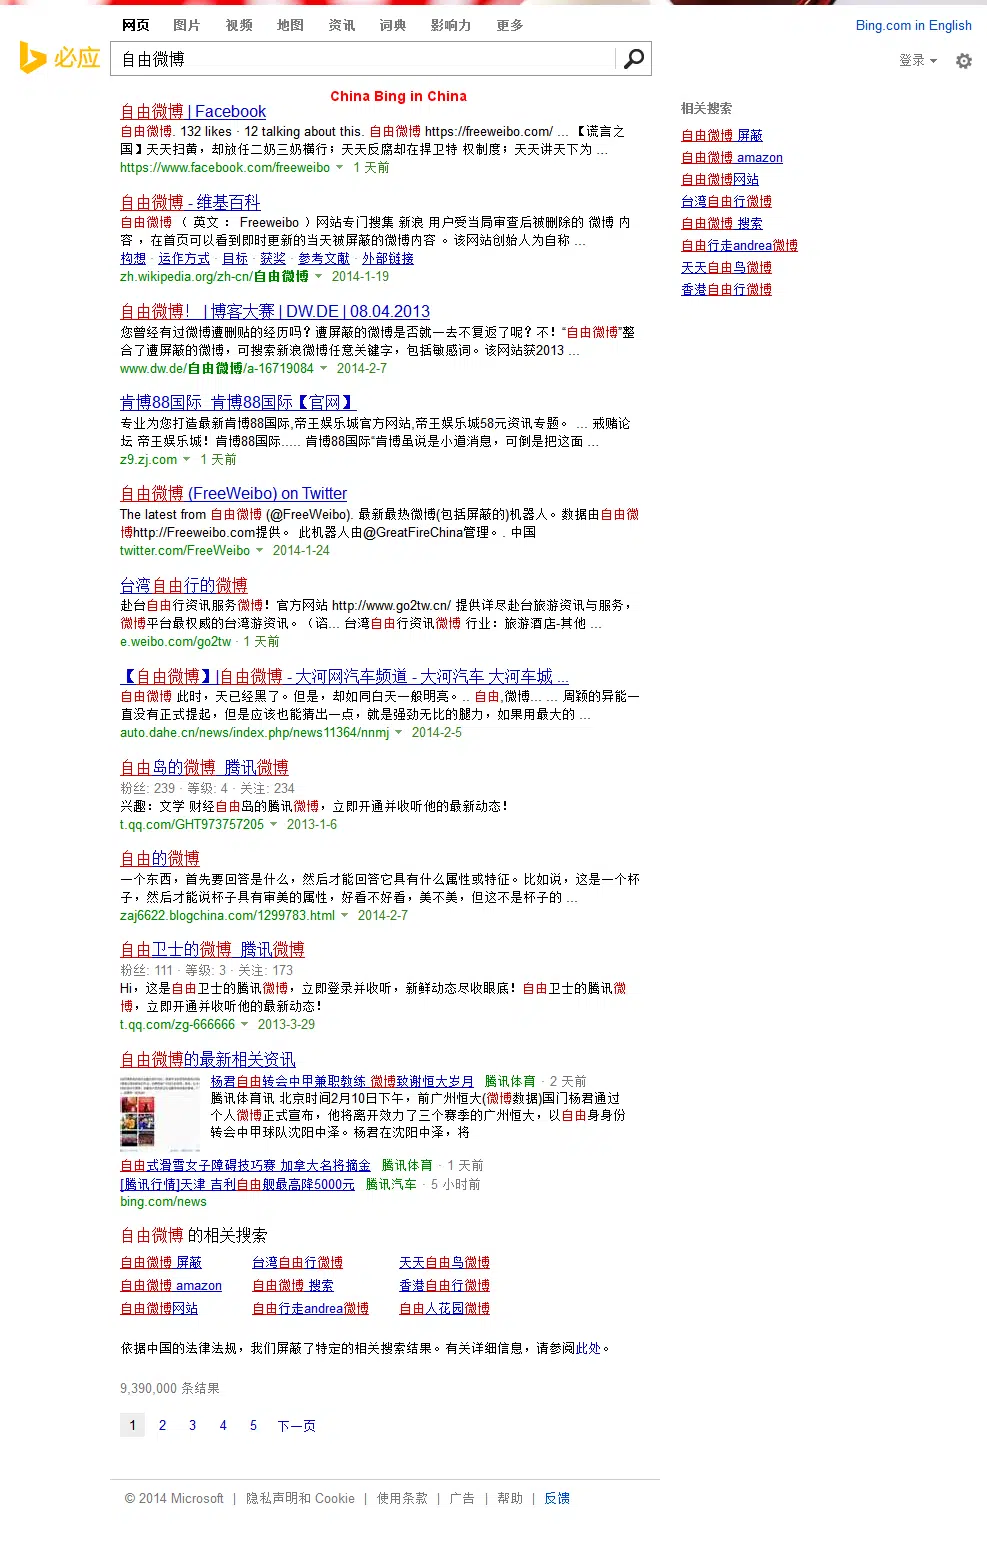 网页 图片 视频 地图 资讯 词典 影响力 更多
Bing.com in English
必应
自由微博
登录
China Bing in China
自由微博 | Facebook
自由微博. 132 likes · 12 talking about this. 自由微博 https://freeweibo.com/ ... 【谎言之
国】天天扫黄，却放任二奶三奶横行；天天反腐却在捍卫特 权制度；天天讲天下为 ...
https://www.facebook.com/freeweibo 1 天前
自由微博 - 维基百科
自由微博 （ 英文 ： Freeweibo ）网站专门搜集 新浪 用户受当局审查后被删除的 微博 内
容 ，在首页可以看到即时更新的当天被屏蔽的微博内容 。该网站创始人为自称 ...
构想 · 运作方式 · 目标 · 获奖 · 参考文献 · 外部链接
zh.wikipedia.org/zh-cn/自由微博 2014-1-19
自由微博！ | 博客大赛 | DW.DE | 08.04.2013
您曾经有过微博遭删贴的经历吗？遭屏蔽的微博是否就一去不复返了呢？不！“自由微博”整
合了遭屏蔽的微博，可搜索新浪微博任意关键字，包括敏感词。该网站获2013 ...
www.dw.de/自由微博/a-16719084 2014-2-7
肯博88国际_肯博88国际【官网】
专业为您打造最新肯博88国际,帝王娱乐城官方网站,帝王娱乐城58元资讯专题。 ... 戒赌论
坛 帝王娱乐城！肯博88国际..... 肯博88国际“肯博虽说是小道消息，可倒是把这面 ...
z9.zj.com 1 天前
自由微博 (FreeWeibo) on Twitter
The latest from 自由微博 (@FreeWeibo). 最新最热微博(包括屏蔽的)机器人。数据由自由微
博http://Freeweibo.com提供。 此机器人由@GreatFireChina管理。. 中国
twitter.com/FreeWeibo 2014-1-24
台湾自由行的微博
赴台自由行资讯服务微博！官方网站 http://www.go2tw.cn/ 提供详尽赴台旅游资讯与服务，
微博平台最权威的台湾游资讯。（谘... 台湾自由行资讯微博 行业：旅游酒店-其他 ...
e.weibo.com/go2tw · 1 天前
【自由微博】|自由微博 - 大河网汽车频道 - 大河汽车 大河车城 ...
自由微博 此时，天已经黑了。但是，却如同白天一般明亮。.. 自由,微博... ... 周颖的异能一
直没有正式提起，但是应该也能猜出一点，就是强劲无比的腿力，如果用最大的 ...
auto.dahe.cn/news/index.php/news11364/nnmj 2014-2-5
自由岛的微博_腾讯微博
粉丝: 239 · 等级: 4 · 关注: 234
兴趣：文学 财经自由岛的腾讯微博，立即开通并收听他的最新动态！
t.qq.com/GHT973757205 2013-1-6
自由的微博
一个东西，首先要回答是什么，然后才能回答它具有什么属性或特征。比如说，这是一个杯
子，然后才能说杯子具有审美的属性，好看不好看，美不美，但这不是杯子的 ...
zaj6622.blogchina.com/1299783.html 2014-2-7
自由卫士的微博_腾讯微博
粉丝: 111 · 等级: 3 · 关注: 173
Hi，这是自由卫士的腾讯微博，立即登录并收听，新鲜动态尽收眼底！自由卫士的腾讯微
博，立即开通并收听他的最新动态！
t.qq.com/zg-666666 2013-3-29
自由微博的最新相关资讯
杨君自由转会中甲兼职教练 微博致谢恒大岁月 腾讯体育 · 2 天前
腾讯体育讯 北京时间2月10日下午，前广州恒大(微博数据)国门杨君通过
个人微博正式宣布，他将离开效力了三个赛季的广州恒大，以自由身身份
转会中甲球队沈阳中泽。杨君在沈阳中泽，将
自由式滑雪女子障碍技巧赛 加拿大名将摘金 腾讯体育 · 1 天前
[腾讯行情]天津 吉利自由舰最高降5000元 腾讯汽车 · 5 小时前
bing.com/news
自由微博 的相关搜索
自由微博 屏蔽 台湾自由行微博 天天自由鸟微博
自由微博 amazon 自由微博 搜索 香港自由行微博
自由微博网站 自由行走andrea微博 自由人花园微博
依据中国的法律法规，我们屏蔽了特定的相关搜索结果。有关详细信息，请参阅此处。
9,390,000 条结果
1 2 3 4 5 下一页
© 2014 Microsoft | 隐私声明和 Cookie | 使用条款 | 广告 | 帮助 | 反馈
相关搜索
自由微博 屏蔽
自由微博 amazon
自由微博网站
台湾自由行微博
自由微博 搜索
自由行走andrea微博
天天自由鸟微博
香港自由行微博